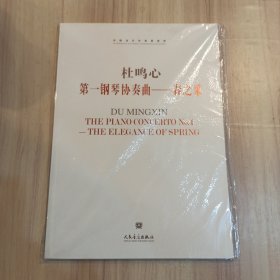 杜鸣心
第一钢琴协奏曲——春之采
DU MINGXIN
THE PIANO CONCERTO No.1
—THE ELEGANCE OF SPRING
人民音乐出版社